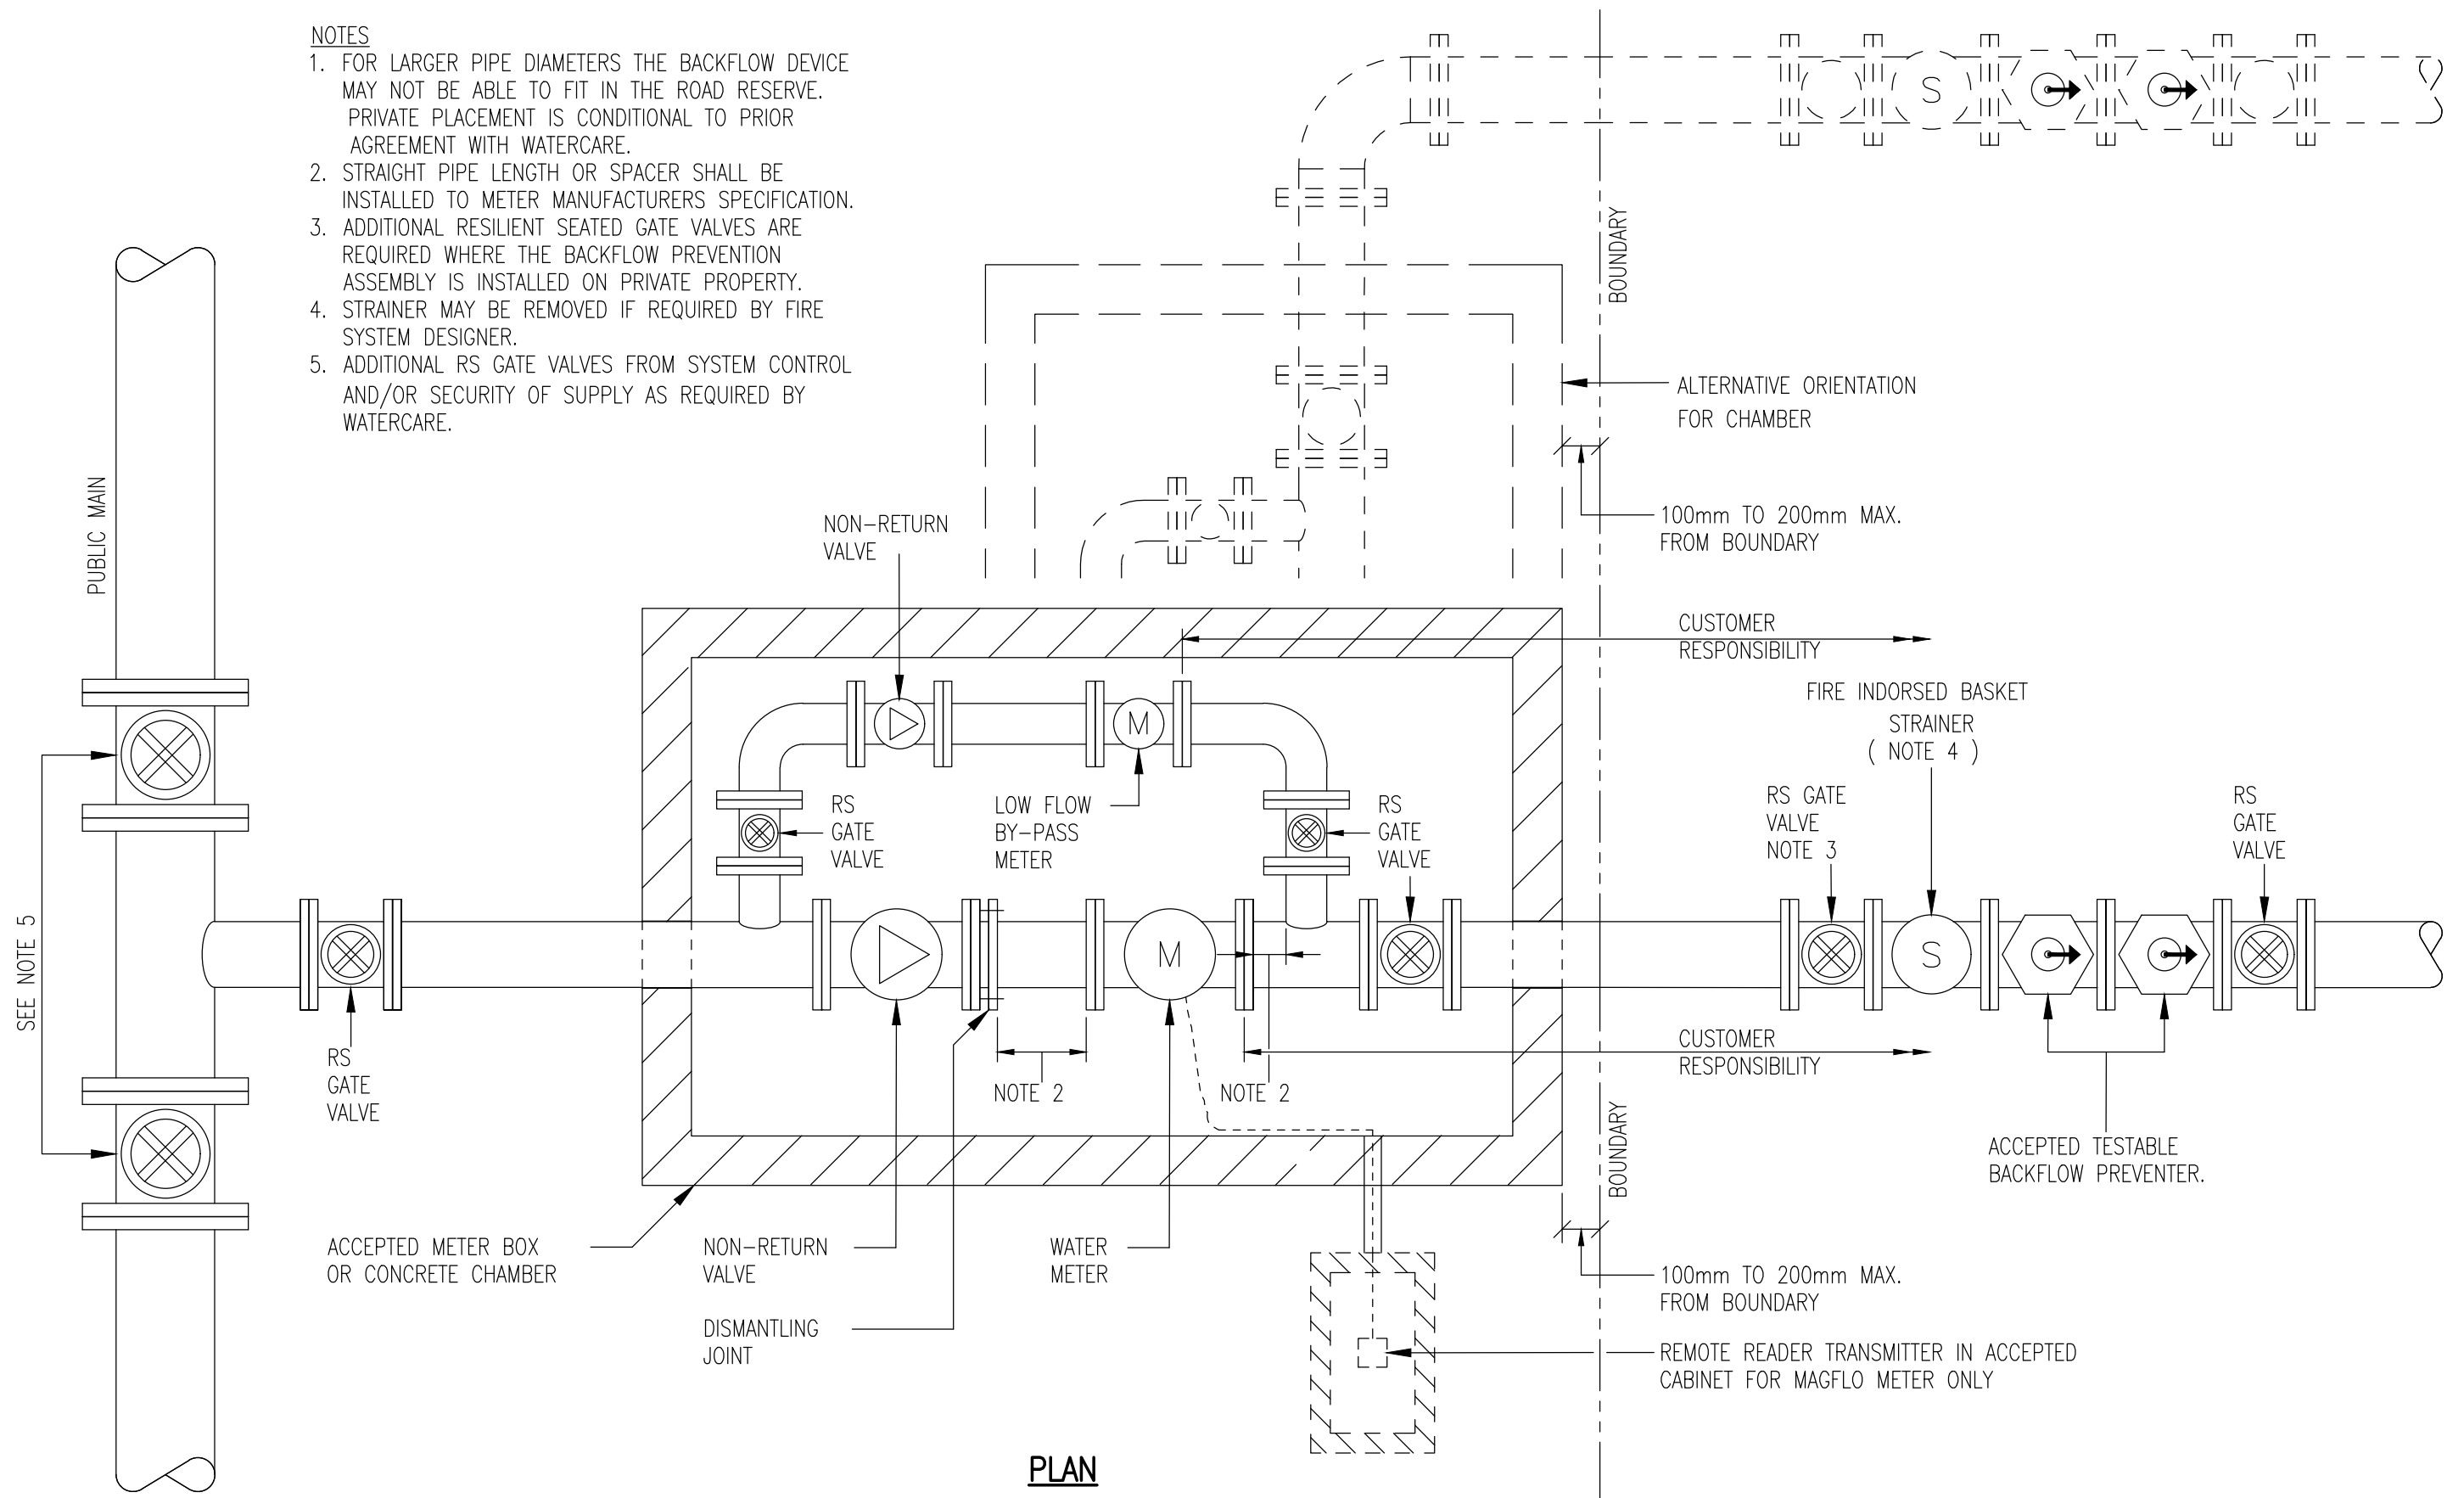 NOTES
1. FOR LARGER PIPE DIAMETERS THE BACKFLOW DEVICE
MAY NOT BE ABLE TO FIT IN THE ROAD RESERVE.
PRIVATE PLACEMENT IS CONDITIONAL TO PRIOR
AGREEMENT WITH WATERCARE.
2. STRAIGHT PIPE LENGTH OR SPACER SHALL BE
INSTALLED TO METER MANUFACTURERS SPECIFICATION.
3. ADDITIONAL RESILIENT SEATED GATE VALVES ARE
REQUIRED WHERE THE BACKFLOW PREVENTION
ASSEMBLY IS INSTALLED ON PRIVATE PROPERTY.
4. STRAINER MAY BE REMOVED IF REQUIRED BY FIRE
SYSTEM DESIGNER.
5. ADDITIONAL RS GATE VALVES FROM SYSTEM CONTROL
AND/OR SECURITY OF SUPPLY AS REQUIRED BY
WATERCARE.
S
BOUNDARY
ALTERNATIVE ORIENTATION
FOR CHAMBER
100mm TO 200mm MAX.
FROM BOUNDARY
PUBLIC MAIN
NON-RETURN
VALVE
CUSTOMER
RESPONSIBILITY
FIRE INDORSED BASKET
STRAINER
( NOTE 4 )
M
RS
GATE
VALVE
LOW FLOW
BY-PASS
METER
RS
GATE
VALVE
RS GATE
VALVE
NOTE 3
RS
GATE
VALVE
SEE NOTE 5
M
S
RS
GATE
VALVE
NOTE 2
NOTE 2
CUSTOMER
RESPONSIBILITY
BOUNDARY
ACCEPTED TESTABLE
BACKFLOW PREVENTER.
ACCEPTED METER BOX
OR CONCRETE CHAMBER
NON-RETURN
VALVE
WATER
METER
100mm TO 200mm MAX.
FROM BOUNDARY
DISMANTLING
JOINT
REMOTE READER TRANSMITTER IN ACCEPTED
CABINET FOR MAGFLO METER ONLY
PLAN